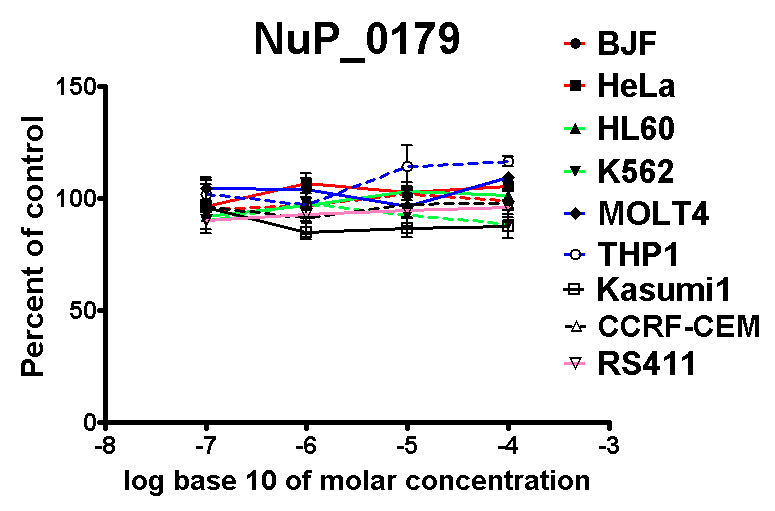 NuP_0179
BJF
HeLa
HL60
K562
MOLT4
THP1
Kasumi1
CCRF-CEM
RS411
Percent of control
150
100
50
0
-8 -7 -6 -5 -4 -3
log base 10 of molar concentration